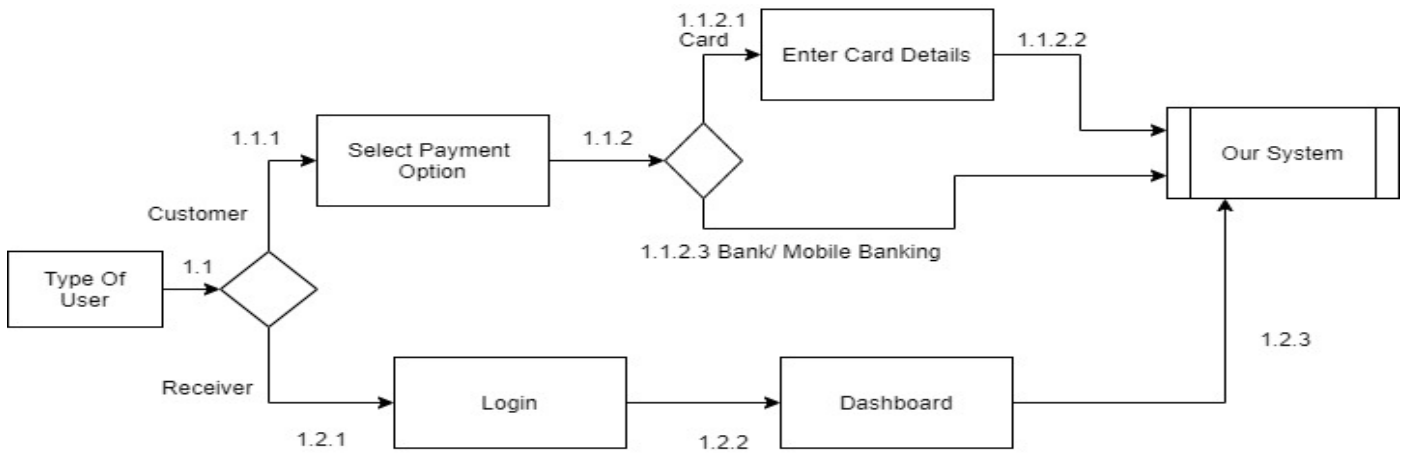 1.1.2.1
Card
Enter Card Details
1.1.2.2
1.1.1
Select Payment
Option
1.1.2
Our System
Customer
1.1.2.3 Bank/ Mobile Banking
Type Of
User
1.1
Receiver
Login
Dashboard
1.2.3
1.2.1
1.2.2